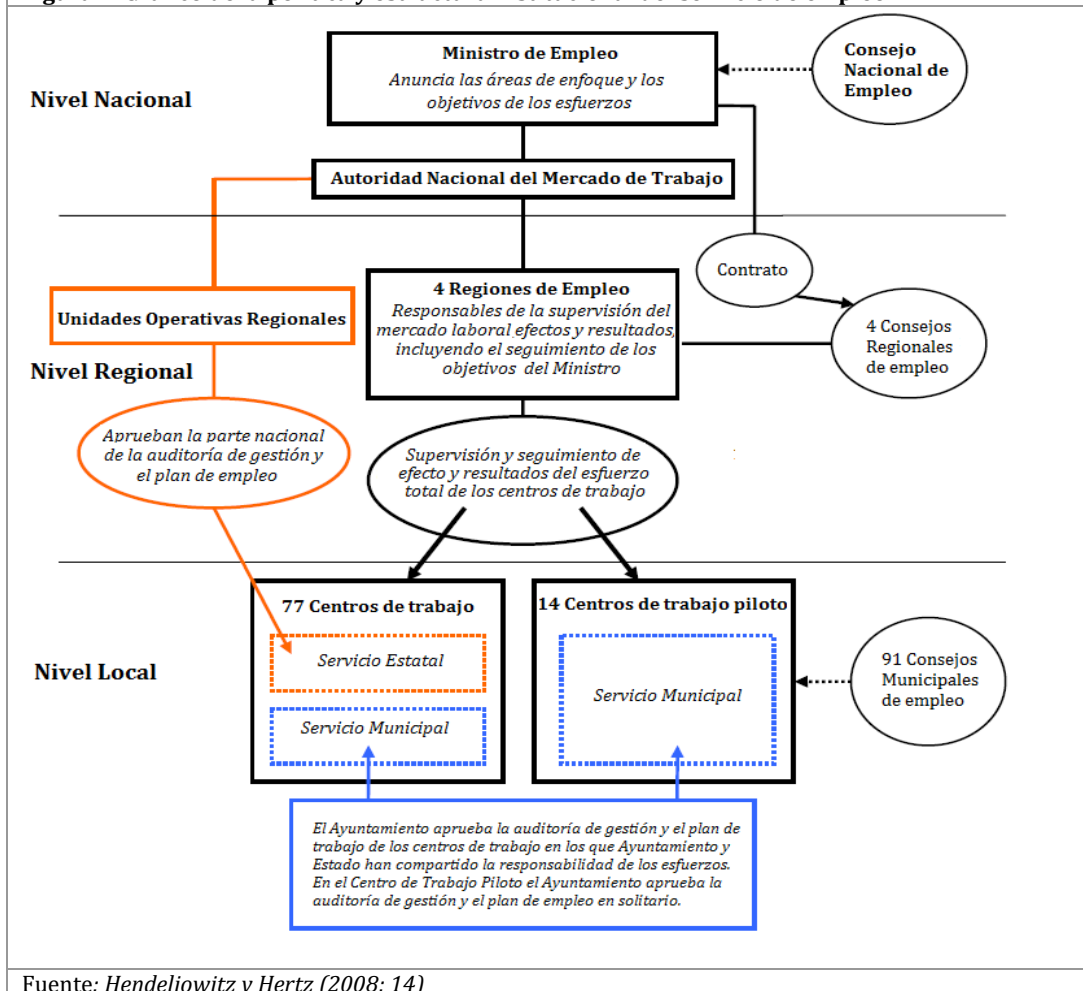 Ministro de Empleo
Anuncia las áreas de enfoque y los
objetivos de los esfuerzos
Consejo
Nacional de
Empleo
Nivel Nacional
Autoridad Nacional del Mercado de Trabajo
Contrato
4 Regiones de Empleo
Responsables de la supervisión del
mercado laboral efectos y resultados,
incluyendo el seguimiento de los
objetivos del Ministro
Unidades Operativas Regionales
4 Consejos
Regionales
de empleo
Nivel Regional
Aprueban la parte nacional
de la auditoría de gestión y
el plan de empleo
Supervisión y seguimiento de
efecto y resultados del esfuerzo
total de los centros de trabajo
77 Centros de trabajo
14 Centros de trabajo piloto
Servicio Estatal
Servicio Municipal
Servicio Municipal
Nivel Local
91 Consejos
Municipales
de empleo
El Ayuntamiento aprueba la auditoría de gestión y el plan de
trabajo de los centros de trabajo en los que Ayuntamiento y
Estado han compartido la responsabilidad de los esfuerzos.
En el Centro de Trabajo Piloto el Ayuntamiento aprueba la
auditoría de gestión y el plan de empleo en solitario.
Fuente: Hendeliowitz y Hertz (2008: 14)